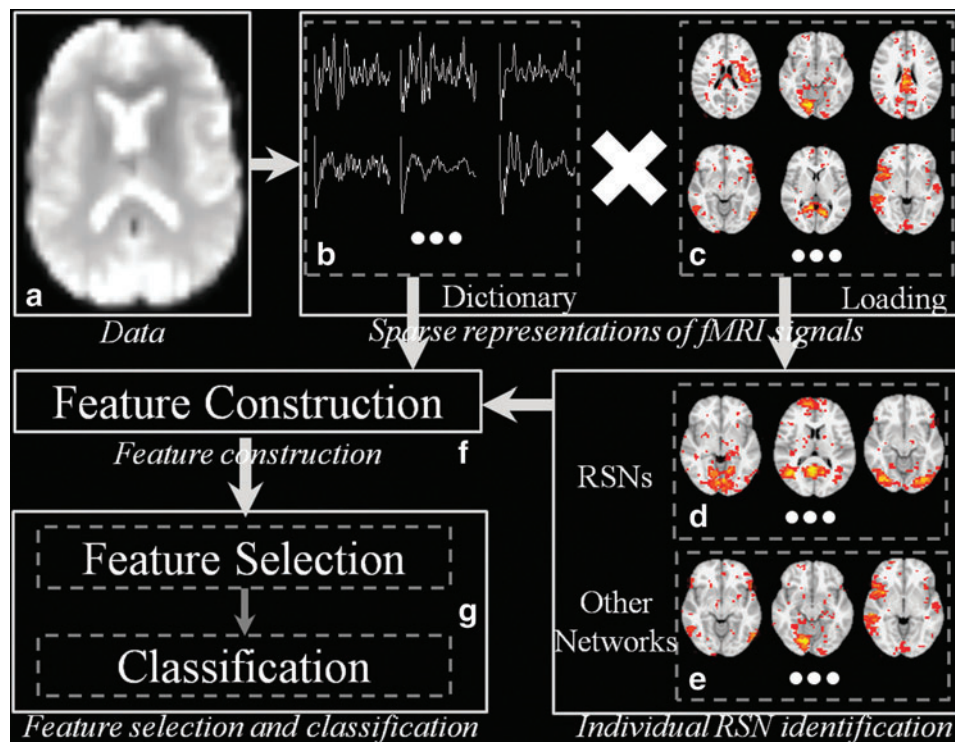 a
Data
b
Dictionary
c
Loading
Sparse representations of fMRI signals
Feature Construction
Feature construction
f
RSNs
d
Other
Networks
e
Individual RSN identification
Feature Selection
g
Classification
Feature selection and classification